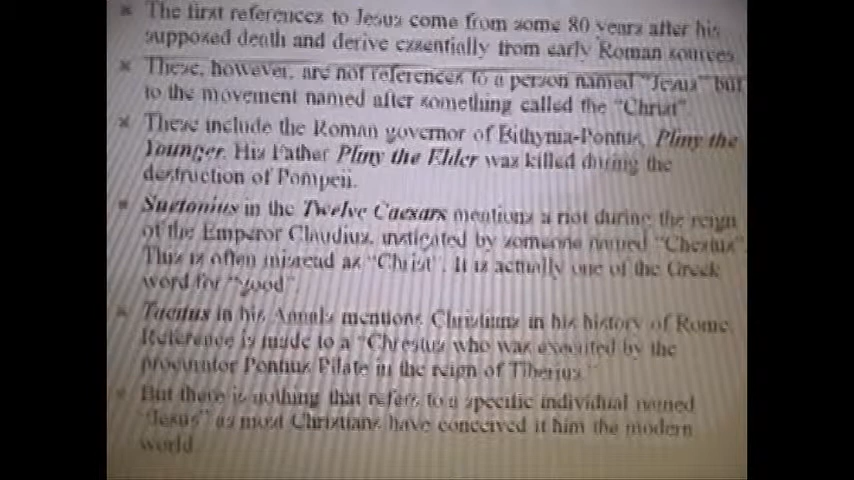 The first references to Jesus come from some 80 years after his
supposed death and derive essentially from early Roman sources
These, however, are not references to a person named "Jesus" but
to the movement named after something called the "Christ".
These include the Roman governor of Bithynia-Pontus, Pliny the
Younger. His Father Pliny the Elder was killed during the
destruction of Pompeii.
Suetonius in the Twelve Caesars mentions a riot during the reign
of the Emperor Claudius, instigated by someone named
This is often misread as "Christ". It is actually one of the Greek
word for "good".
Tacitus in his Annals mentions Christians in his history of Rome.
Reference is made to a "Chrestus who was executed by the
procurator Pontius Pilate in the reign of Tiberius."
But there is nothing that refers to a specific individual named
"Jesus" as most Christians have conceived it him the modern
world.